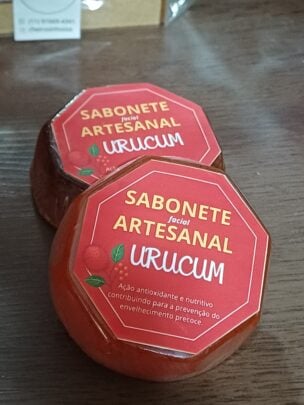 SABONETE
facial
ARTESANAL
URUCUM
SABONETE
facial
ARTESANAL
URUCUM
Ação antioxidante e nutritivo
contribuindo para a prevenção do
envelhecimento precoce.